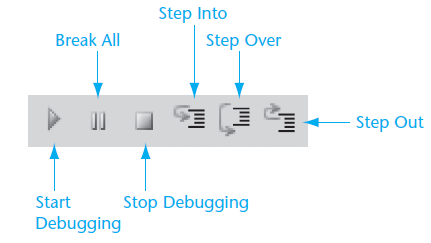 Step Into
Break All
Step Over
Step Out
Start
Debugging
Stop Debugging